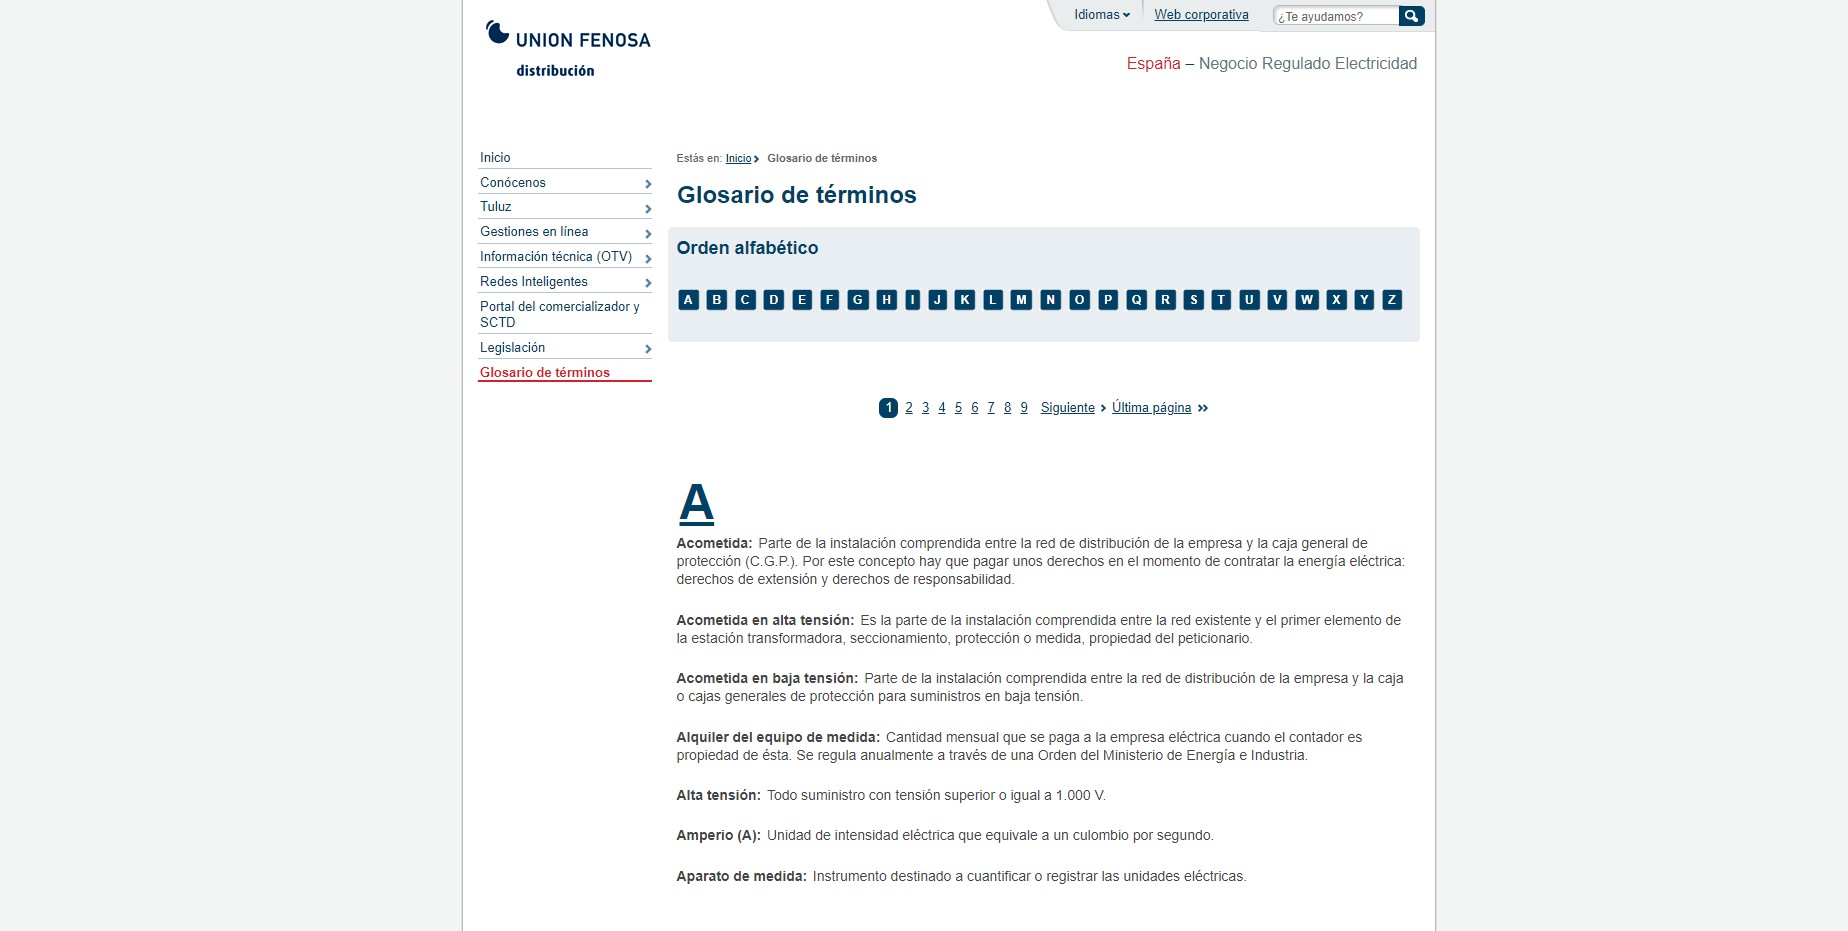 Idiomas
Web corporativa
¿Te ayudamos?
UNION FENOSA
distribución
España – Negocio Regulado Electricidad
Inicio
Conócenos
Tuluz
Gestiones en línea
Información técnica (OTV)
Redes Inteligentes
Portal del comercializador y
SCTD
Legislación
Glosario de términos
Estás en: Inicio Glosario de términos
Glosario de términos
Orden alfabético
A B C D E F G H I J K L M N O P Q R S T U V W X Y Z
1 2 3 4 5 6 7 8 9 Siguiente Última página
A
Acometida: Parte de la instalación comprendida entre la red de distribución de la empresa y la caja general de
protección (C.G.P.). Por este concepto hay que pagar unos derechos en el momento de contratar la energía eléctrica:
derechos de extensión y derechos de responsabilidad.
Acometida en alta tensión: Es la parte de la instalación comprendida entre la red existente y el primer elemento de
la estación transformadora, seccionamiento, protección o medida, propiedad del peticionario.
Acometida en baja tensión: Parte de la instalación comprendida entre la red de distribución de la empresa y la caja
o cajas generales de protección para suministros en baja tensión.
Alquiler del equipo de medida: Cantidad mensual que se paga a la empresa eléctrica cuando el contador es
propiedad de ésta. Se regula anualmente a través de una Orden del Ministerio de Energía e Industria.
Alta tensión: Todo suministro con tensión superior o igual a 1.000 V.
Amperio (A): Unidad de intensidad eléctrica que equivale a un culombio por segundo.
Aparato de medida: Instrumento destinado a cuantificar o registrar las unidades eléctricas.